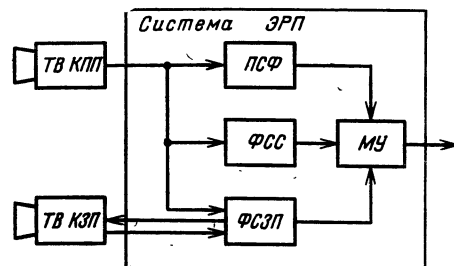 Система ЭРП
ТВ КПП
ПСФ
ФСС
МУ
ТВ КЗП
ФСЗП